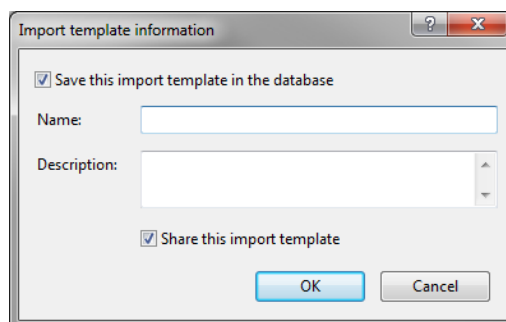 Import template information
?
Save this import template in the database
Name:
Description:
Share this import template
OK
Cancel